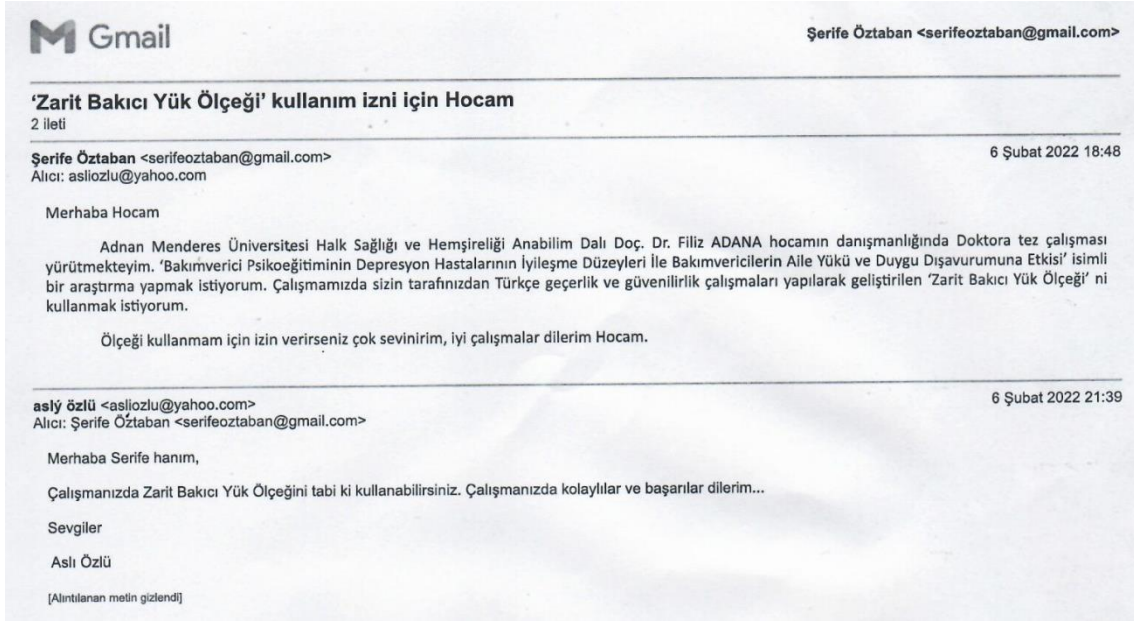 Gmail
Şerife Öztaban <serifeoztaban@gmail.com>
'Zarit Bakıcı Yük Ölçeği' kullanım izni için Hocam
2 ileti
Şerife Öztaban <serifeoztaban@gmail.com>
6 Şubat 2022 18:48
Alıcı: asliozlu@yahoo.com
Merhaba Hocam
Adnan Menderes Üniversitesi Halk Sağlığı ve Hemşireliği Anabilim Dalı Doç. Dr. Filiz ADANA hocamın danışmanlığında Doktora tez çalışması
yürütmekteyim. 'Bakımverici Psikoeğitiminin Depresyon Hastalarının İyileşme Düzeyleri İle Bakımvericilerin Aile Yükü ve Duygu Dışavurumuna Etkisi' isimli
bir araştırma yapmak istiyorum. Çalışmamızda sizin tarafınızdan Türkçe geçerlik ve güvenilirlik çalışmaları yapılarak geliştirilen 'Zarit Bakıcı Yük Ölçeği' ni
kullanmak istiyorum.
Ölçeği kullanmam için izin verirseniz çok sevinirim, iyi çalışmalar dilerim Hocam.
aslý özlü <asliozlu@yahoo.com>
6 Şubat 2022 21:39
Alıcı: Şerife Öztaban <serifeoztaban@gmail.com>
Merhaba Serife hanım,
Çalışmanızda Zarit Bakıcı Yük Ölçeğini tabi ki kullanabilirsiniz. Çalışmanızda kolaylılar ve başarılar dilerim...
Sevgiler
Aslı Özlü
[Alıntılanan metin gizlendi]